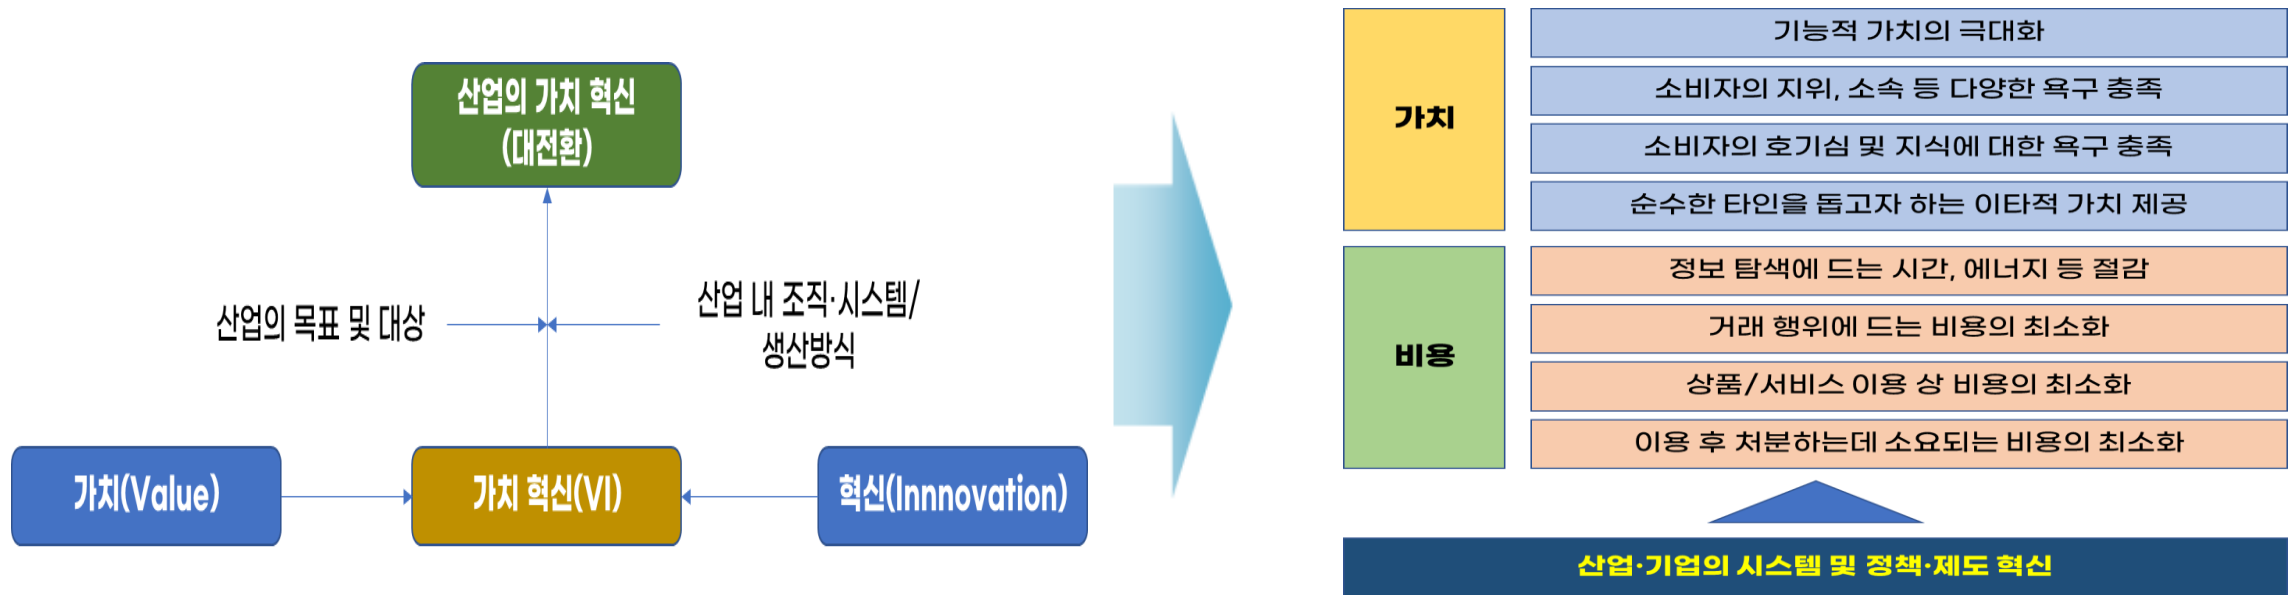 산업의 가치 혁신
(대전환)
산업의 목표 및 대상
산업 내 조직·시스템/
생산방식
가치(Value)
가치 혁신(VI)
혁신(Innnovation)
가치
기능적 가치의 극대화
소비자의 지위, 소속 등 다양한 욕구 충족
소비자의 호기심 및 지식에 대한 욕구 충족
순수한 타인을 돕고자 하는 이타적 가치 제공
비용
정보 탐색에 드는 시간, 에너지 등 절감
거래 행위에 드는 비용의 최소화
상품/서비스 이용 상 비용의 최소화
이용 후 처분하는데 소요되는 비용의 최소화
산업·기업의 시스템 및 정책·제도 혁신